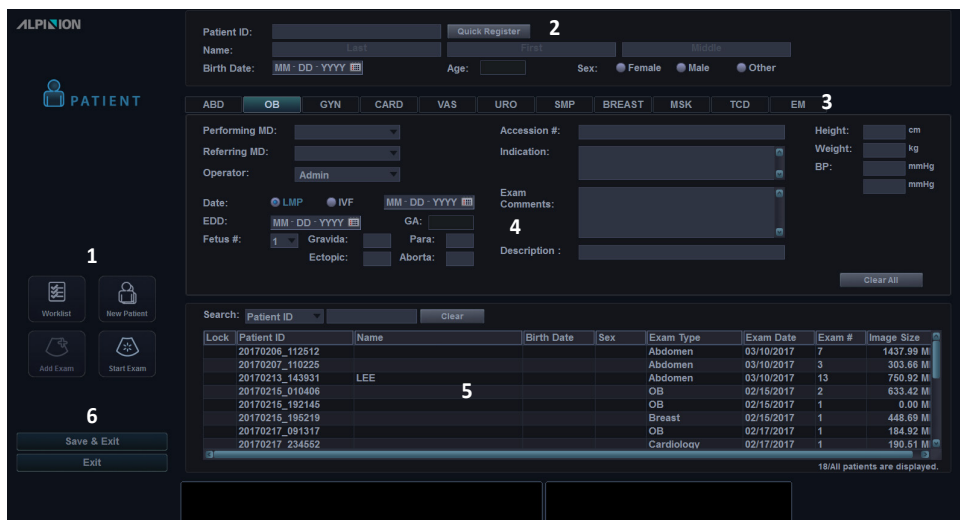 ALPINION
PATIENT
1
Worklist
New Patient
Add Exam
Start Exam
6
Save & Exit
Exit
Patient ID:
Quick Register
2
Name:
Last
First
Middle
Birth Date:
MM - DD - YYYY
Age:
Sex:
Female
Male
Other
ABD OB GYN CARD VAS URO SMP BREAST MSK TCD EM 3
Performing MD:
Referring MD:
Operator:
Admin
Date:
LMP
IVF
MM - DD - YYYY
EDD:
MM - DD - YYYY
GA:
Fetus #:
1
Gravida:
Para:
Ectopic:
Aborta:
Accession #:
Indication:
Exam
Comments:
4
Description :
Height:
cm
Weight:
kg
BP:
mmHg
mmHg
Clear All
Search:
Patient ID
Clear
Lock Patient ID Name Birth Date Sex Exam Type Exam Date Exam # Image Size
20170206_112512 Abdomen 03/10/2017 7 1437.99 M
20170207_110225 Abdomen 03/10/2017 3 303.66 M
20170213_143931 LEE Abdomen 03/10/2017 13 750.92 M
20170215_010406 OB 02/15/2017 2 633.42 M
5
20170215_192145 OB 02/15/2017 1 0.00 M
20170215_195219 Breast 02/15/2017 1 448.69 M
20170217_091317 OB 02/17/2017 1 184.92 M
20170217_234552 Cardiology 02/17/2017 1 190.51 M
18/All patients are displayed.